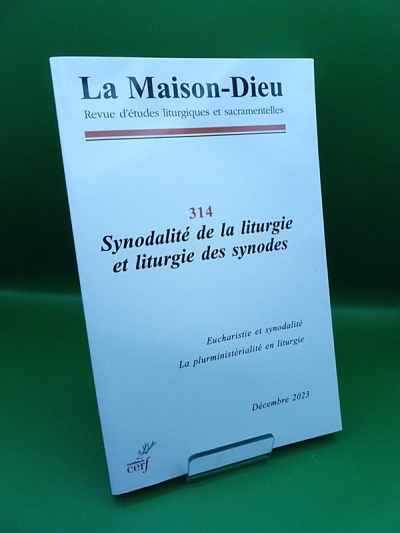 La Maison-Dieu
Revue d'études liturgiques et sacramentelles
314
Synodalité de la liturgie
et liturgie des synodes
Eucharistie et synodalité
La plurministérialité en liturgie
Décembre 2023
cerf